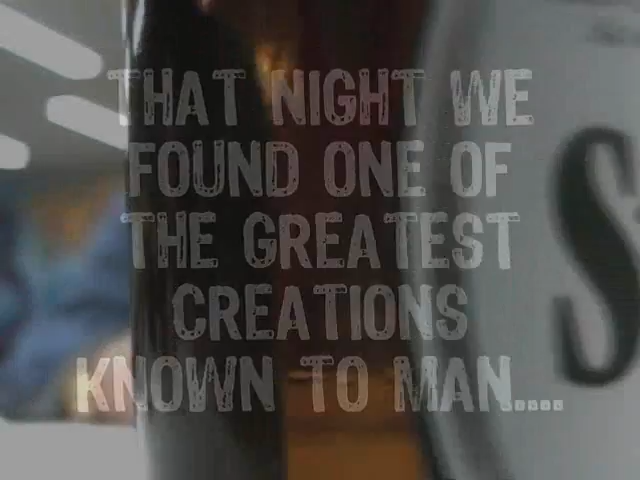 THAT NIGHT WE
FOUND ONE OF
THE GREATEST
CREATIONS
KNOWN TO MAN....
S